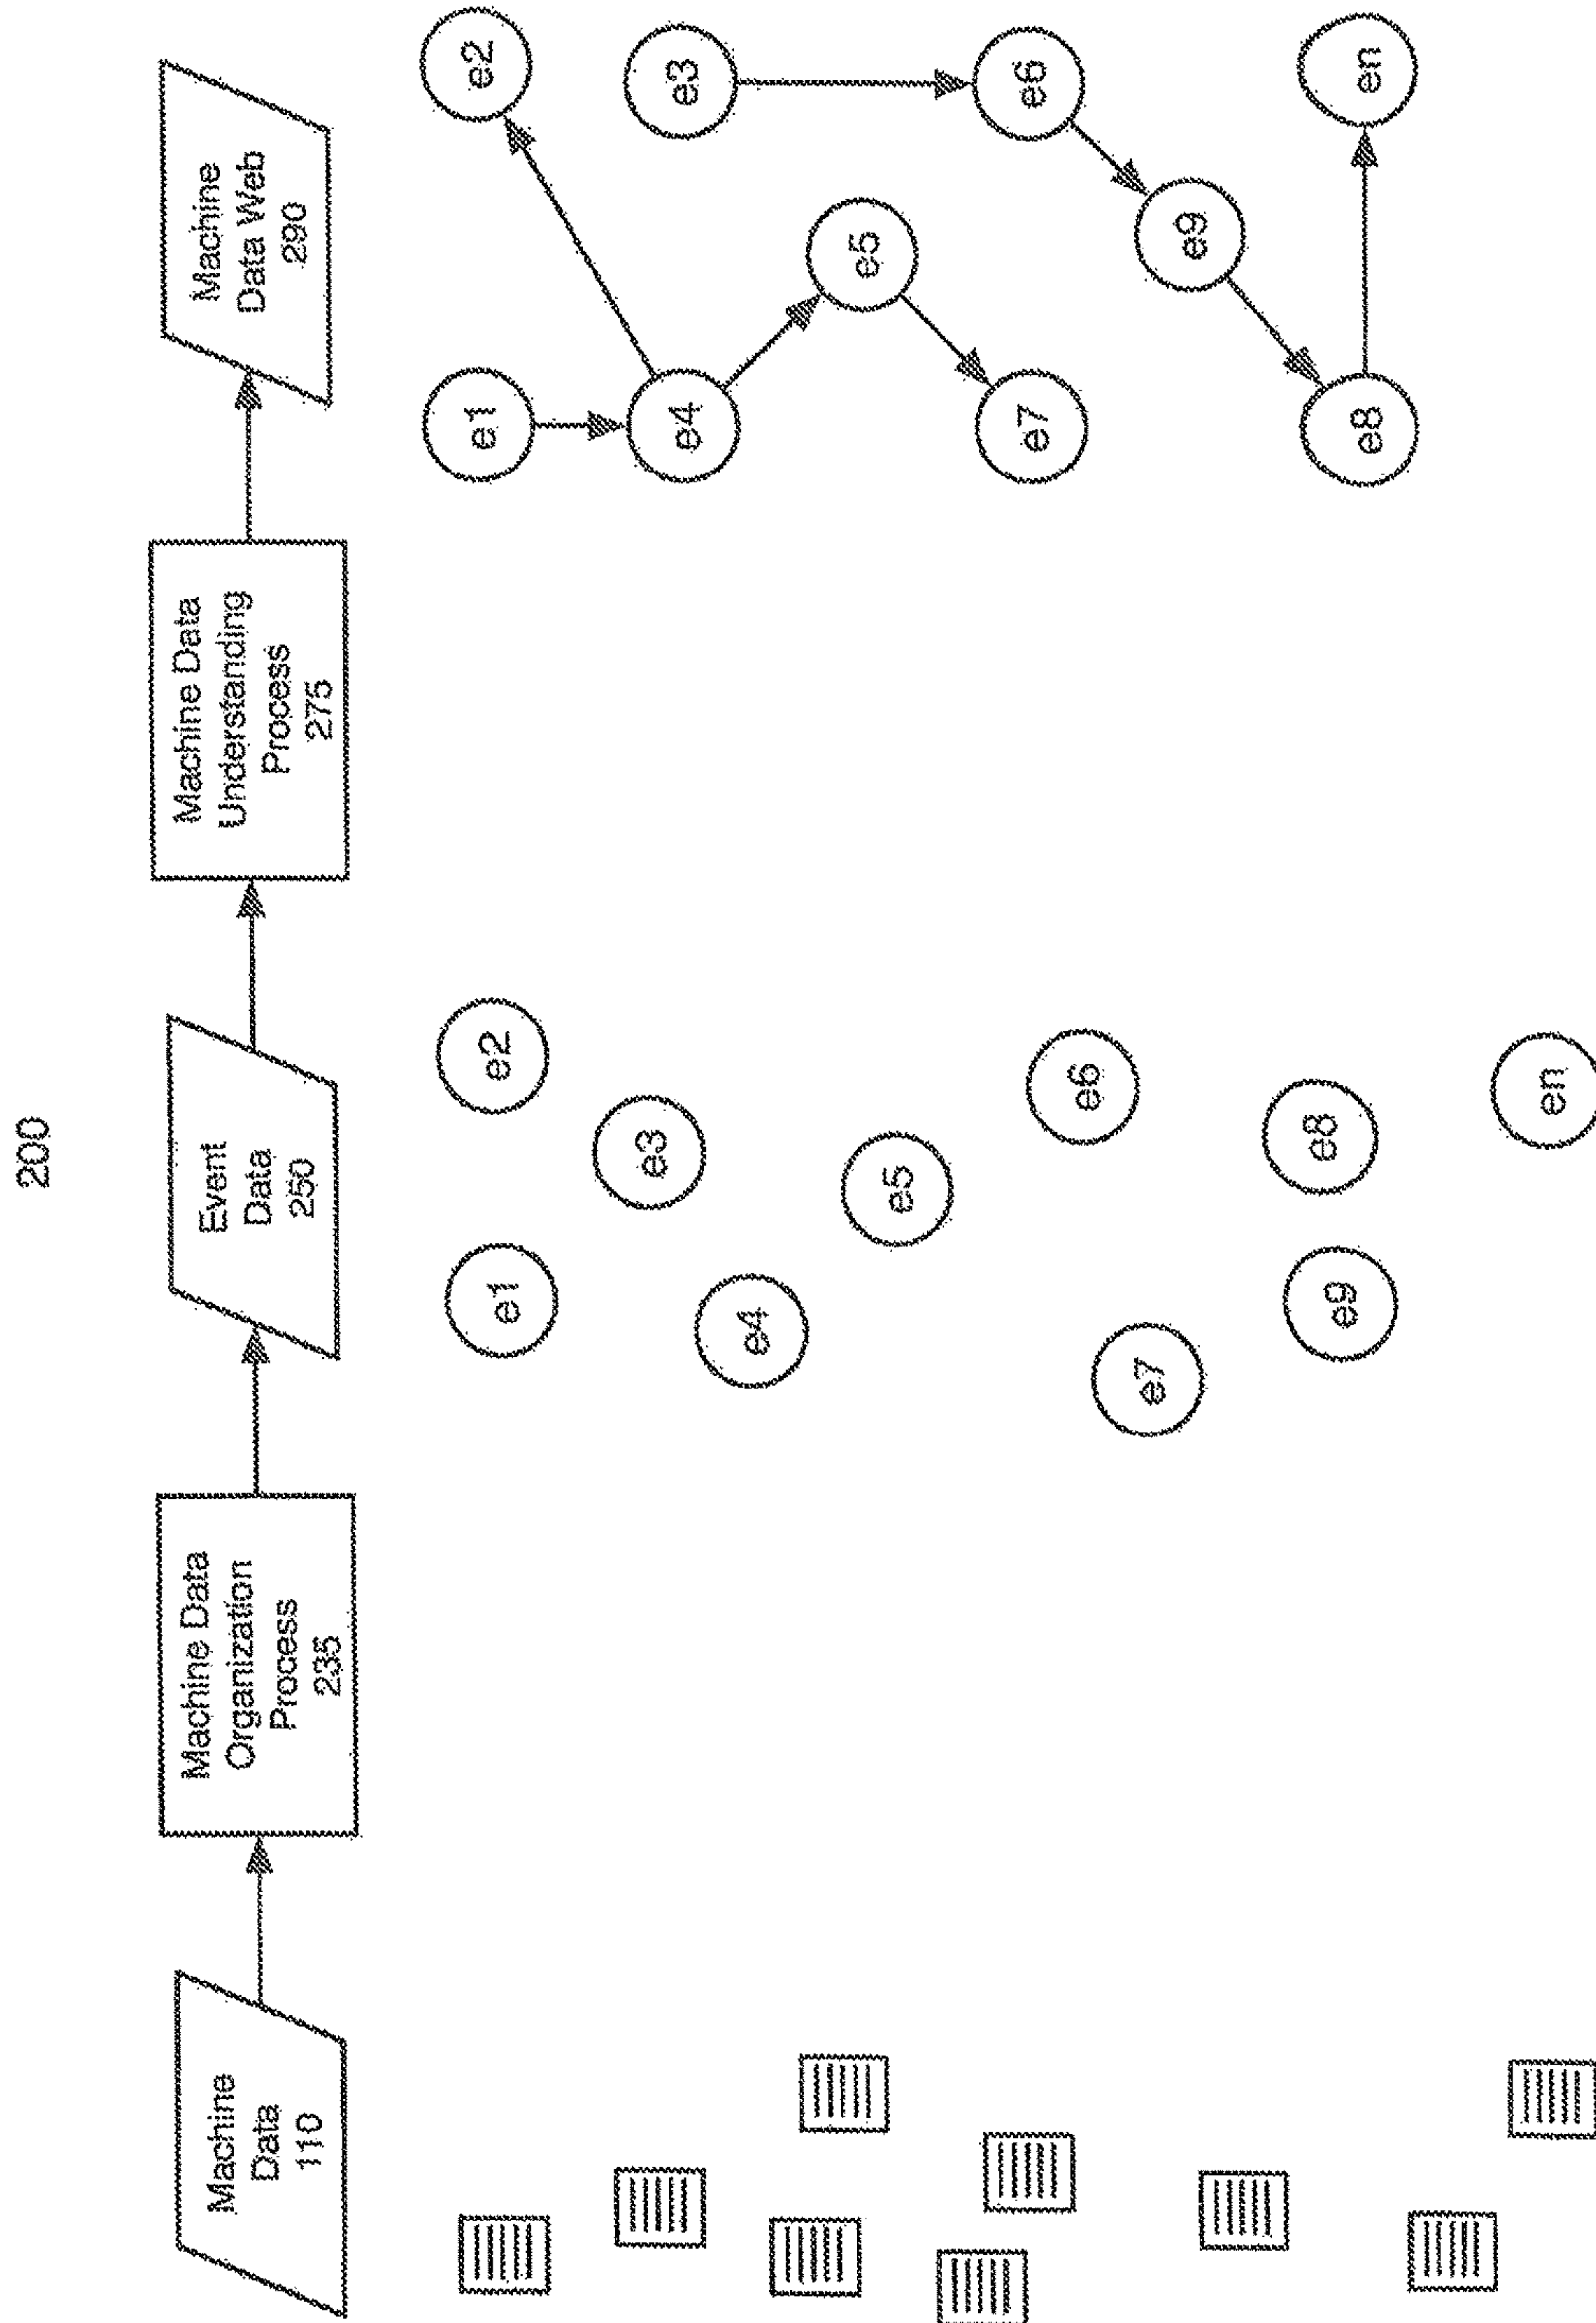 200
Machine
Data
110
Machine Data
Organization
Process
235
Event
Data
250
Machine Data
Understanding
Process
275
Machine
Data Web
290
e1
e2
e3
e4
e5
e6
e7
e8
e9
en
e1
e2
e4
e3
e5
e7
e6
e9
e8
en